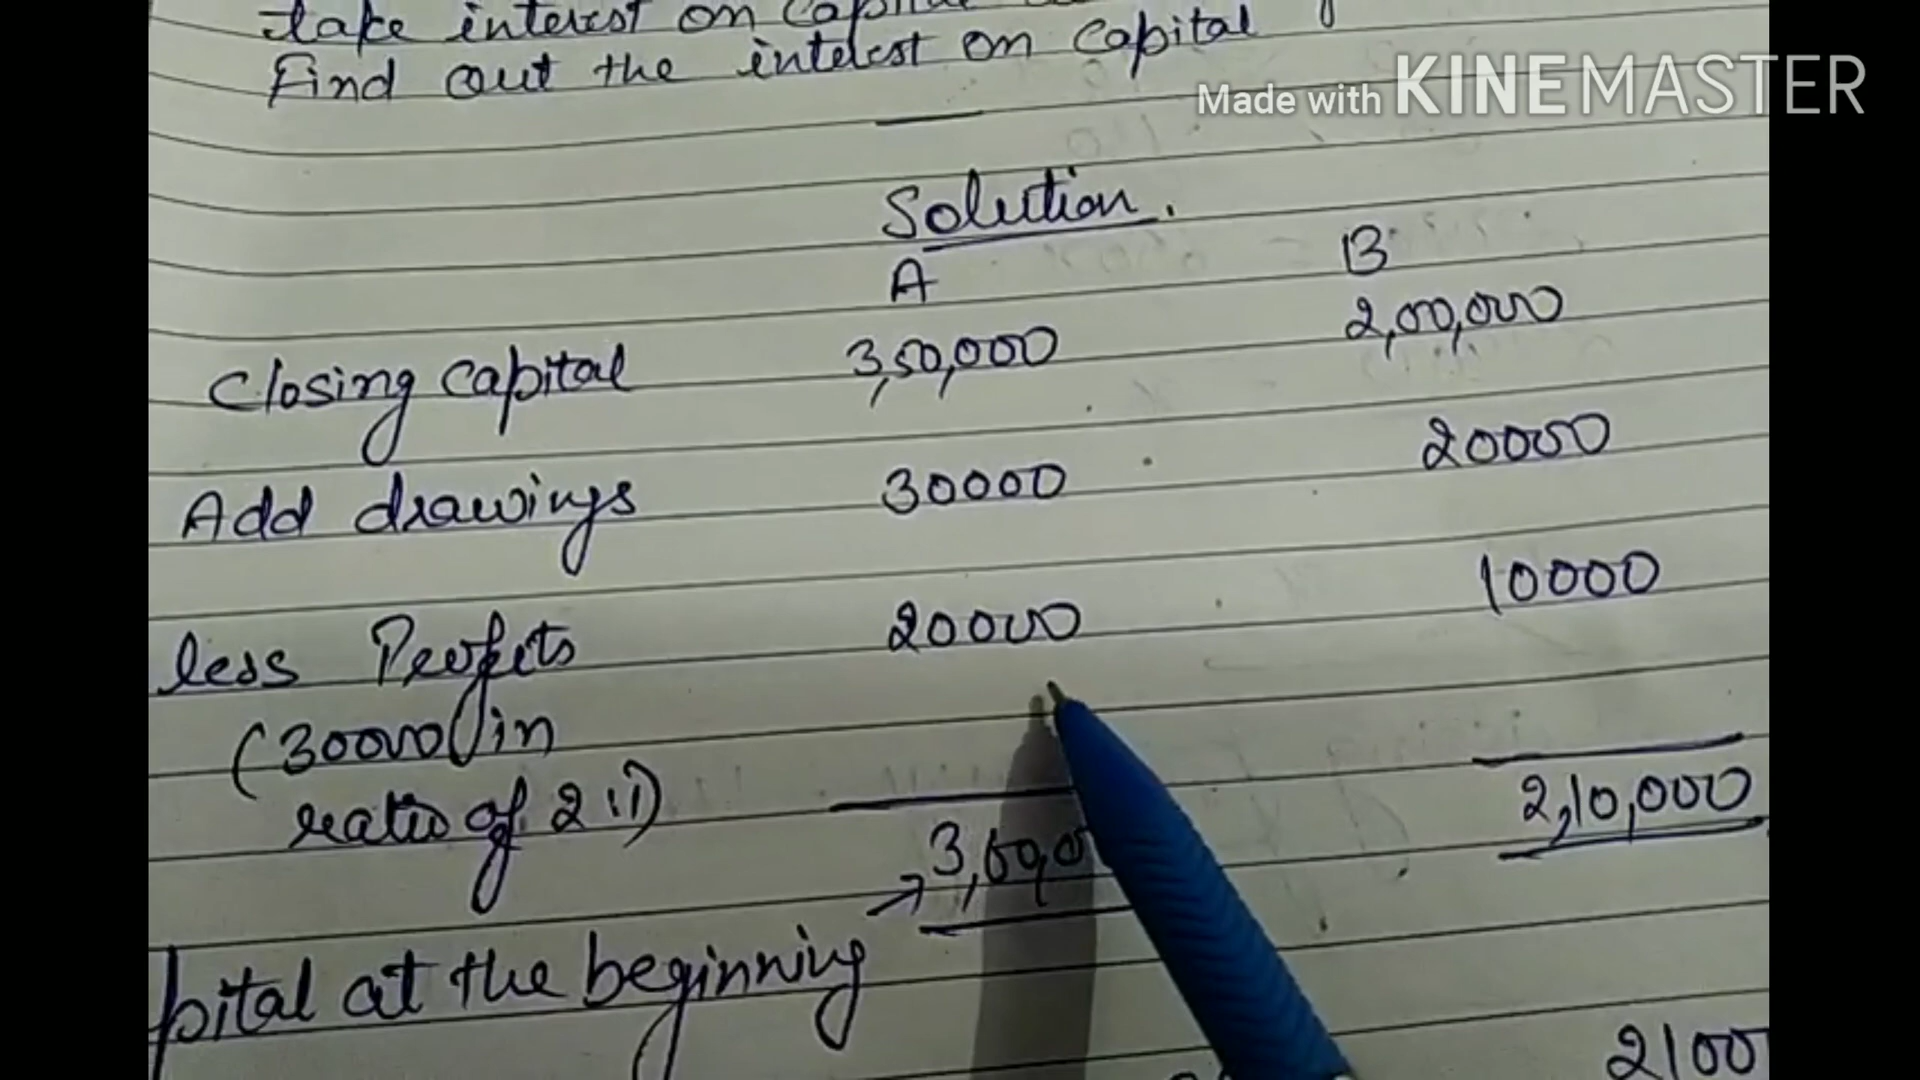 take interest on capital
Find out the interest on capital
Made with KINEMASTER
Solution.
A B
Closing capital 3,50,000 2,00,000
Add drawings 30000 20000
less Profits 20000 10000
(30000 in
ratio of 2:1)
→ 3,60,0 2,10,000
pital at the beginning
2100